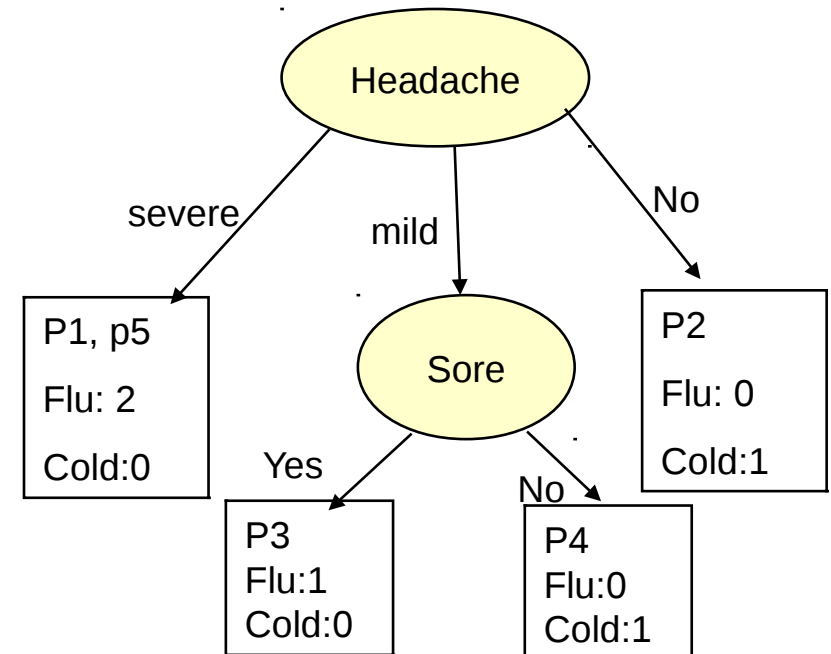 Headache
severe
mild
No
P1, p5
Flu: 2
Cold:0
Sore
P2
Flu: 0
Cold:1
Yes
No
P3
Flu:1
Cold:0
P4
Flu:0
Cold:1